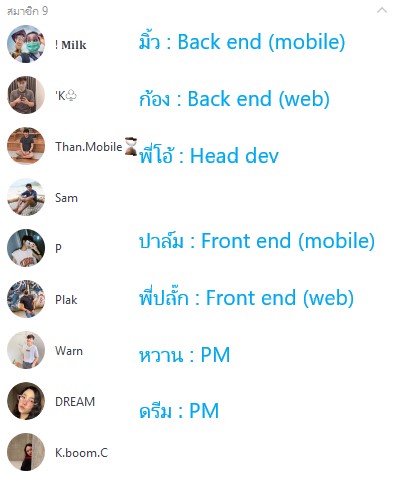 สมาชิก 9
! Milk
มิ้ว : Back end (mobile)
'K♧
ก้อง : Back end (web)
Than.Mobile⌛
พี่โอ้ : Head dev
Sam
P
ปาล์ม : Front end (mobile)
Plak
พี่ปลั๊ก : Front end (web)
Warn
หวาน : PM
DREAM
ดรีม : PM
K.boom.C